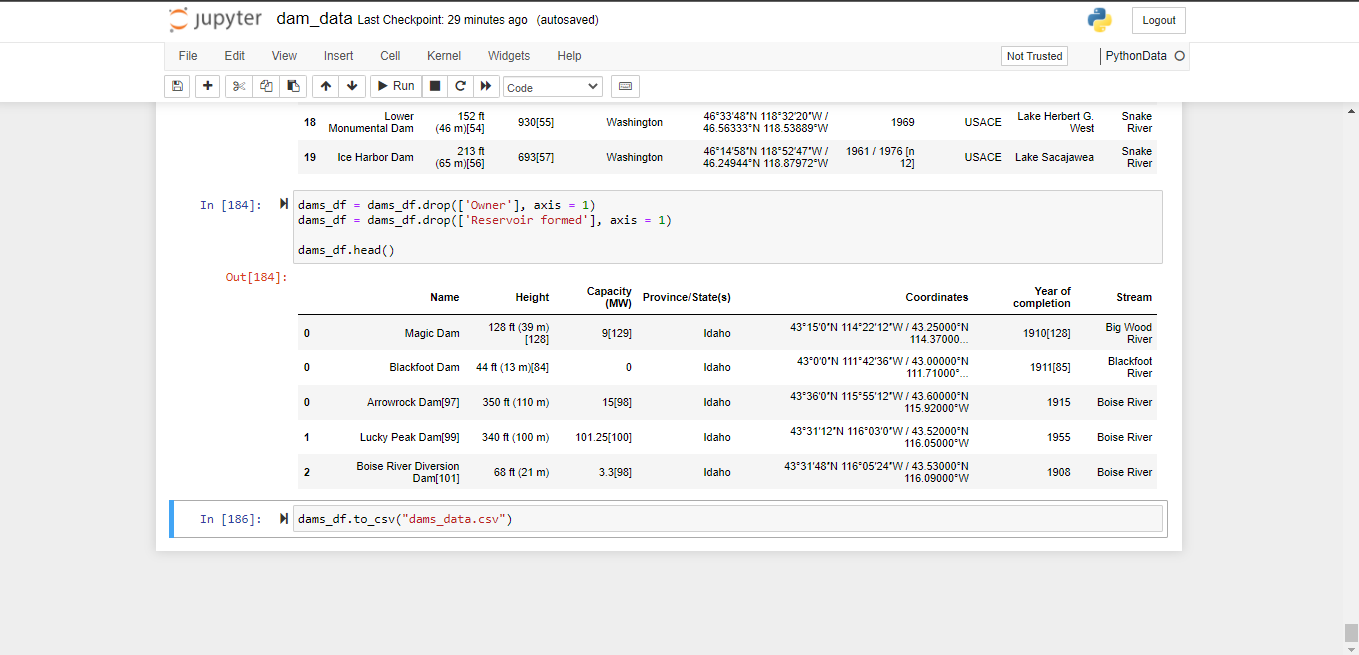 jupyter dam_data Last Checkpoint: 29 minutes ago (autosaved)
Logout
File Edit View Insert Cell Kernel Widgets Help
Not Trusted
PythonData
Run
Code
18 Lower Monumental Dam 152 ft (46 m)[54] 930[55] Washington 46°33′48″N 118°32′20″W / 46.56333°N 118.53889°W 1969 USACE Lake Herbert G. West Snake River
19 Ice Harbor Dam 213 ft (65 m)[56] 693[57] Washington 46°14′58″N 118°52′47″W / 46.24944°N 118.87972°W 1961 / 1976 [n 12] USACE Lake Sacajawea Snake River
In [184]:
dams_df = dams_df.drop(['Owner'], axis = 1)
dams_df = dams_df.drop(['Reservoir formed'], axis = 1)
dams_df.head()
Out[184]:
Name Height Capacity (MW) Province/State(s) Coordinates Year of completion Stream
0 Magic Dam 128 ft (39 m)[128] 9[129] Idaho 43°15′0″N 114°22′12″W / 43.25000°N 114.37000... 1910[128] Big Wood River
0 Blackfoot Dam 44 ft (13 m)[84] 0 Idaho 43°0′0″N 111°42′36″W / 43.00000°N 111.71000°... 1911[85] Blackfoot River
0 Arrowrock Dam[97] 350 ft (110 m) 15[98] Idaho 43°36′0″N 115°55′12″W / 43.60000°N 115.92000°W 1915 Boise River
1 Lucky Peak Dam[99] 340 ft (100 m) 101.25[100] Idaho 43°31′12″N 116°03′0″W / 43.52000°N 116.05000°W 1955 Boise River
2 Boise River Diversion Dam[101] 68 ft (21 m) 3.3[98] Idaho 43°31′48″N 116°05′24″W / 43.53000°N 116.09000°W 1908 Boise River
In [186]:
dams_df.to_csv("dams_data.csv")